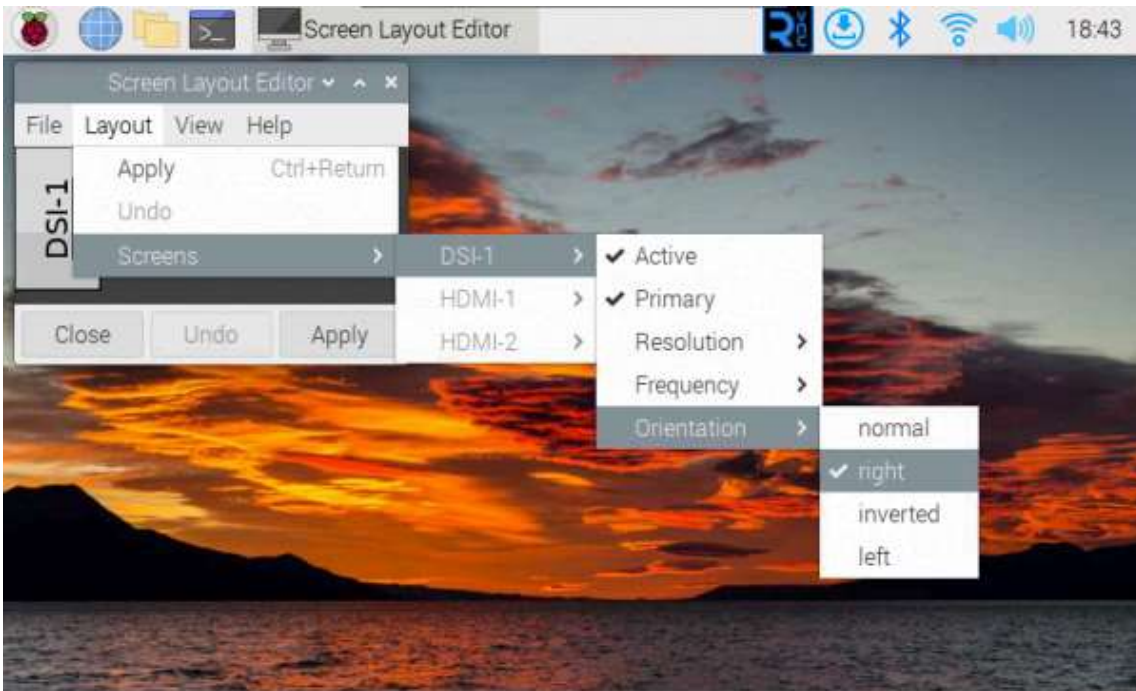 Screen Layout Editor
18:43
Screen Layout Editor
File Layout View Help
Apply Ctrl+Return
Undo
Screens
DSI-1
Close Undo Apply
DSI-1
HDMI-1
HDMI-2
Active
Primary
Resolution
Frequency
Orientation
normal
right
inverted
left